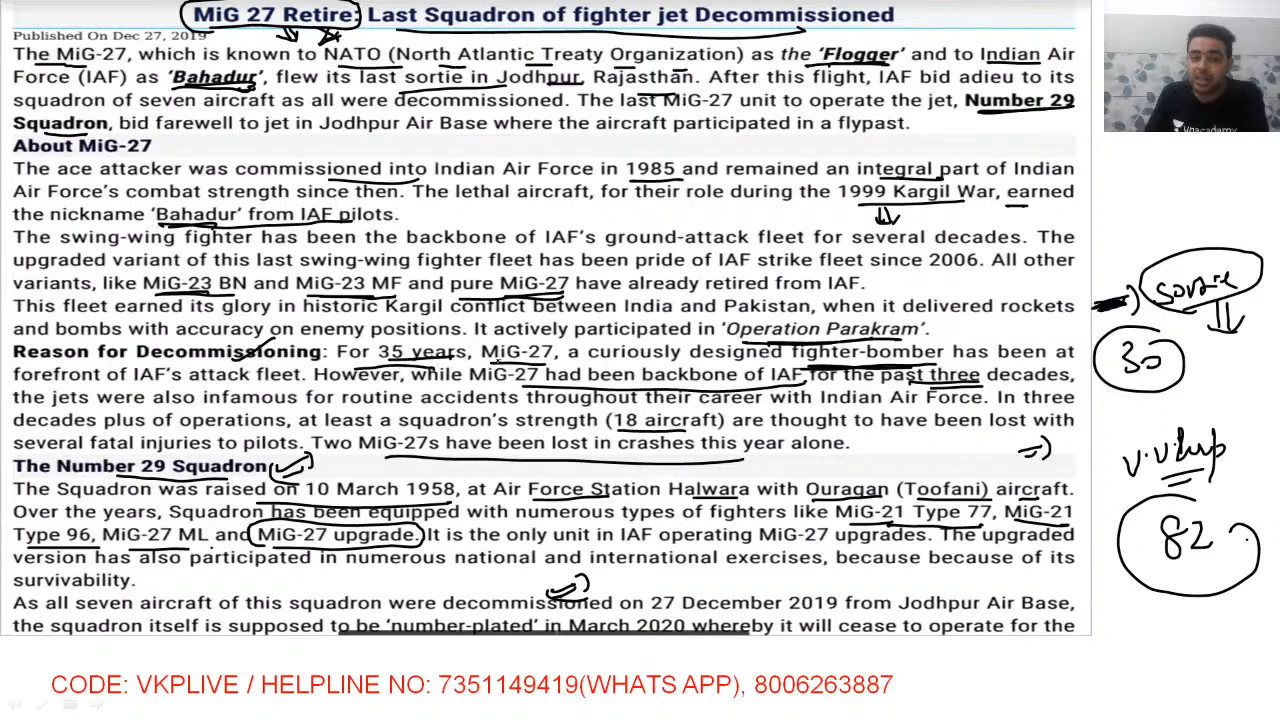 MiG 27 Retire: Last Squadron of fighter jet Decommissioned
Published On Dec 27, 2019
The MiG-27, which is known to NATO (North Atlantic Treaty Organization) as the 'Flogger' and to Indian Air
Force (IAF) as 'Bahadur', flew its last sortie in Jodhpur, Rajasthan. After this flight, IAF bid adieu to its
squadron of seven aircraft as all were decommissioned. The last MiG-27 unit to operate the jet, Number 29
Squadron, bid farewell to jet in Jodhpur Air Base where the aircraft participated in a flypast.
About MiG-27
The ace attacker was commissioned into Indian Air Force in 1985 and remained an integral part of Indian
Air Force's combat strength since then. The lethal aircraft, for their role during the 1999 Kargil War, earned
the nickname 'Bahadur' from IAF pilots.
The swing-wing fighter has been the backbone of IAF's ground-attack fleet for several decades. The
upgraded variant of this last swing-wing fighter fleet has been pride of IAF strike fleet since 2006. All other
variants, like MiG-23 BN and MiG-23 MF and pure MiG-27 have already retired from IAF.
This fleet earned its glory in historic Kargil conflict between India and Pakistan, when it delivered rockets
and bombs with accuracy on enemy positions. It actively participated in 'Operation Parakram'.
Reason for Decommissioning: For 35 years, MiG-27, a curiously designed fighter-bomber has been at
forefront of IAF's attack fleet. However, while MiG-27 had been backbone of IAF for the past three decades,
the jets were also infamous for routine accidents throughout their career with Indian Air Force. In three
decades plus of operations, at least a squadron's strength (18 aircraft) are thought to have been lost with
several fatal injuries to pilots. Two MiG-27s have been lost in crashes this year alone.
The Number 29 Squadron
The Squadron was raised on 10 March 1958, at Air Force Station Halwara with Ouragan (Toofani) aircraft.
Over the years, Squadron has been equipped with numerous types of fighters like MiG-21 Type 77, MiG-21
Type 96, MiG-27 ML and MiG-27 upgrade. It is the only unit in IAF operating MiG-27 upgrades. The upgraded
version has also participated in numerous national and international exercises, because because of its
survivability.
As all seven aircraft of this squadron were decommissioned on 27 December 2019 from Jodhpur Air Base,
the squadron itself is supposed to be 'number-plated' in March 2020 whereby it will cease to operate for the
unacademy
sortie
82
CODE: VKPLIVE / HELPLINE NO: 7351149419(WHATS APP), 8006263887